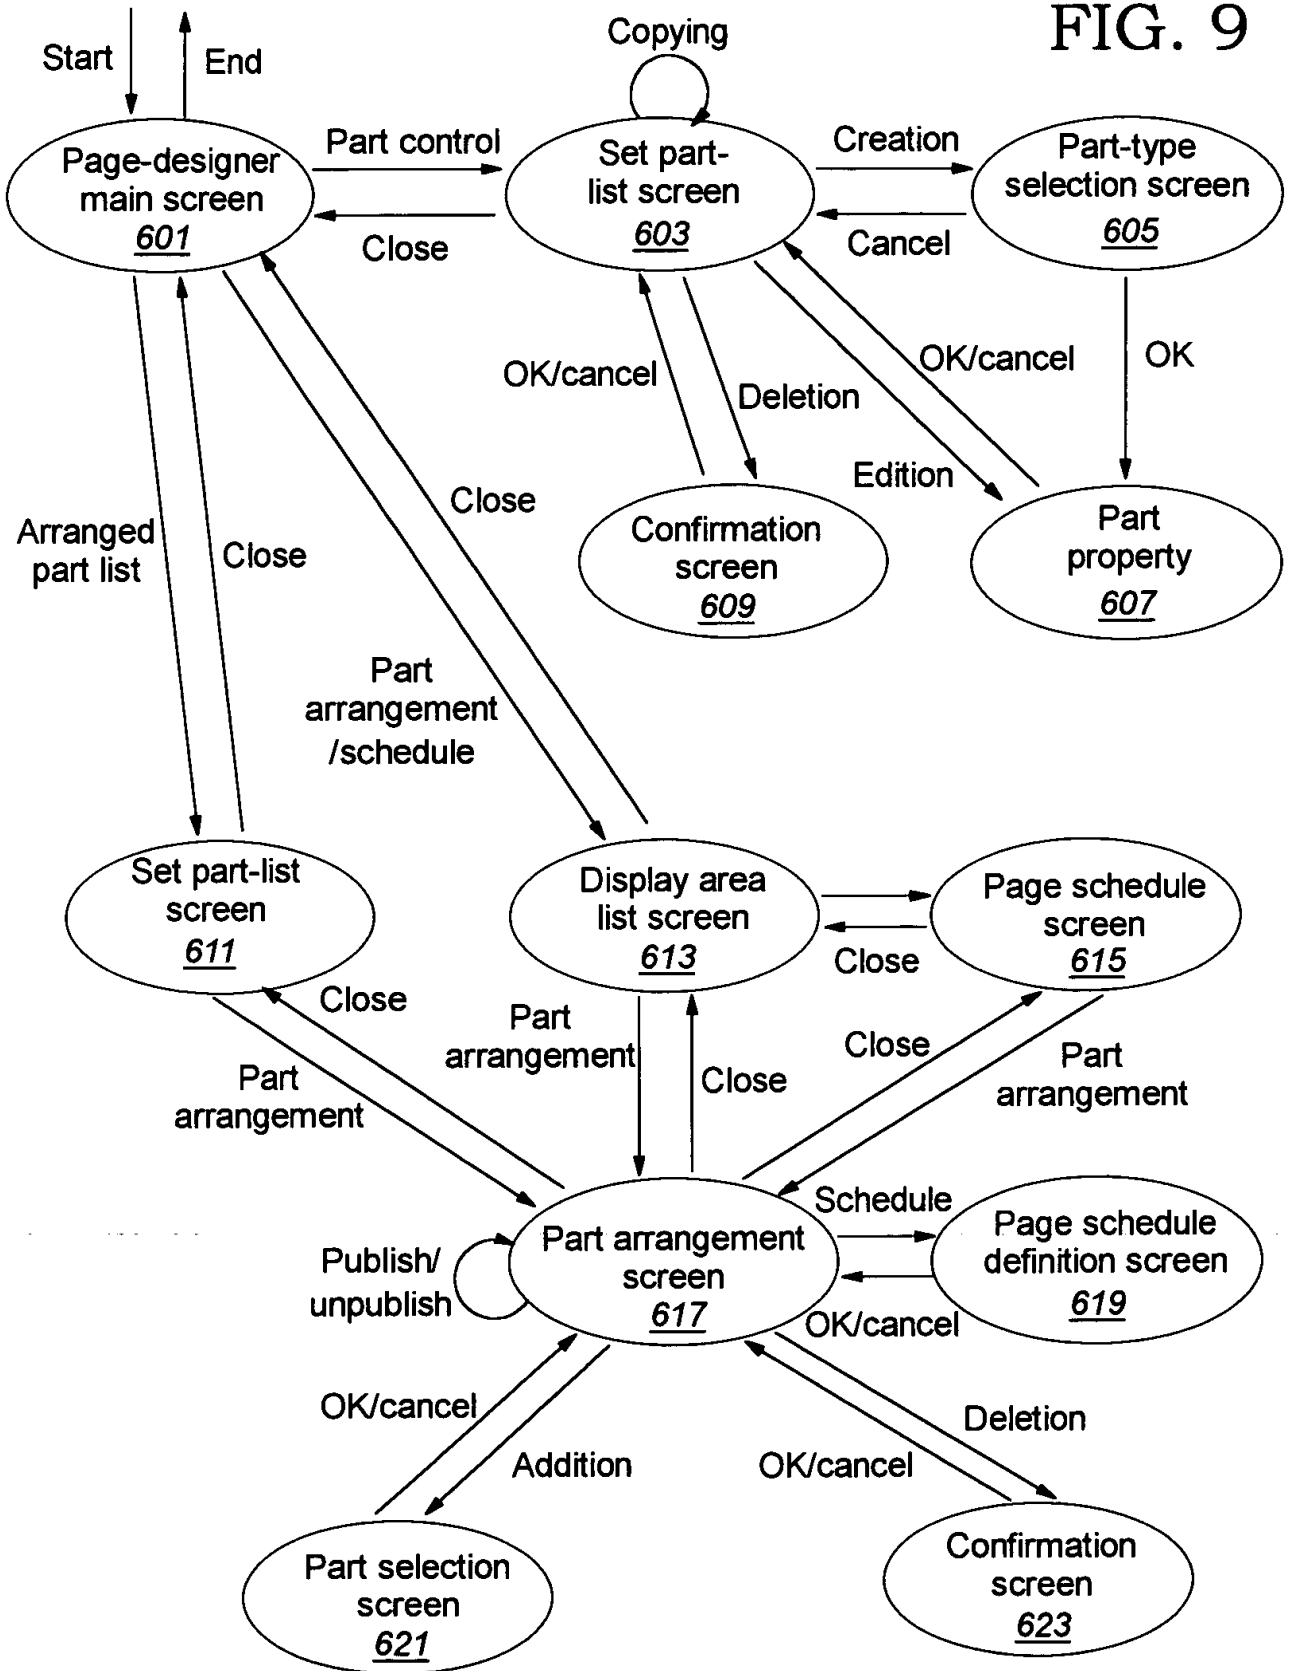 FIG. 9
Start
End
Copying
Page-designer
main screen
601
Part control
Close
Set part-
list screen
603
Creation
Cancel
Part-type
selection screen
605
OK/cancel
Deletion
OK/cancel
Edition
OK
Confirmation
screen
609
Part
property
607
Arranged
part list
Close
Close
Part
arrangement
/schedule
Set part-list
screen
611
Display area
list screen
613
Close
Page schedule
screen
615
Close
Part
arrangement
Part
arrangement
Close
Close
Part
arrangement
Publish/
unpublish
Part arrangement
screen
617
Schedule
OK/cancel
Page schedule
definition screen
619
OK/cancel
Addition
OK/cancel
Deletion
Part selection
screen
621
Confirmation
screen
623